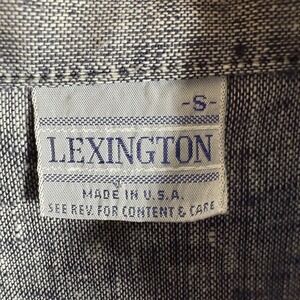 -S-
LEXINGTON
MADE IN U.S.A.
SEE REV. FOR CONTENT & CARE